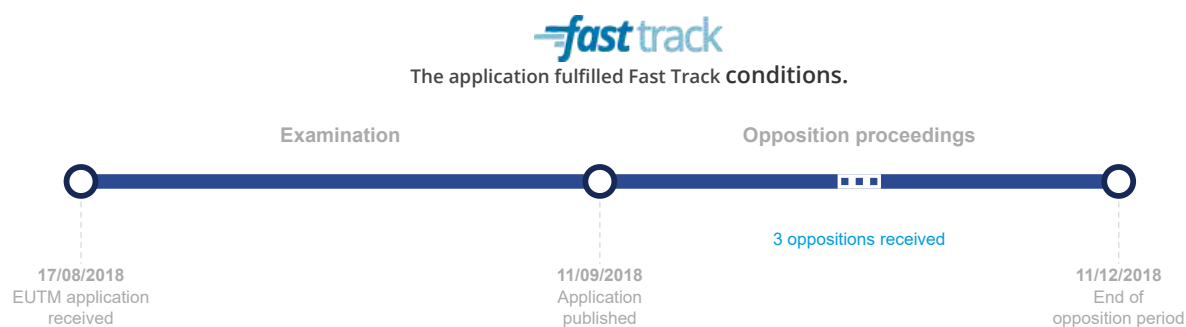 fast track
The application fulfilled Fast Track conditions.
Examination
Opposition proceedings
3 oppositions received
17/08/2018
EUTM application
received
11/09/2018
Application
published
11/12/2018
End of
opposition period